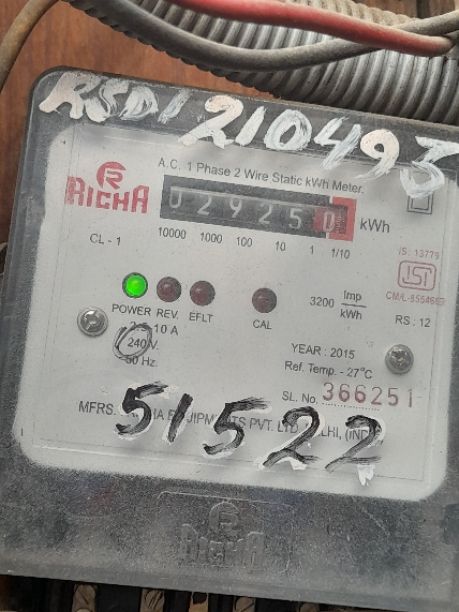 RSDI 210495
A.C. 1 Phase 2 Wire Static kWh Meter.
RICHA
029250 kWh
CL - 1 10000 1000 100 10 1 1/10
IS: 13779
ISI
POWER REV. EFLT CAL
3200 Imp/kWh
RS : 12
10 A
240V.
50 Hz.
YEAR : 2015
Ref. Temp. - 27°C
SL. No. 366251
MFRS. PVT. LTD.
51522
RICHA